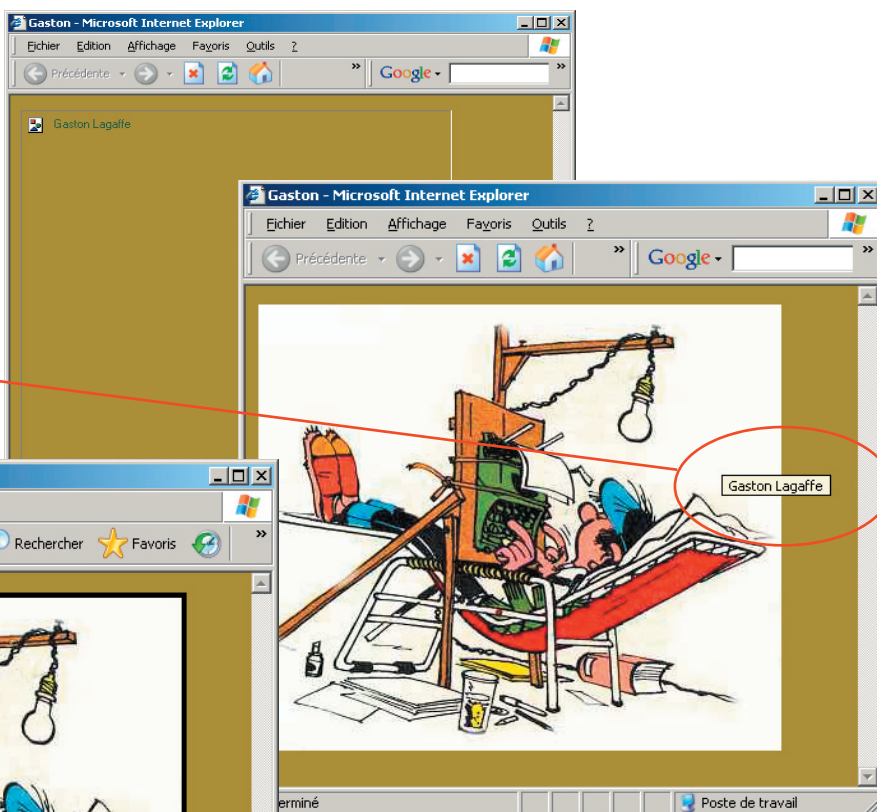 Gaston - Microsoft Internet Explorer
Fichier Edition Affichage Favoris Outils ?
Précédente » Google »
Gaston Lagaffe
Gaston - Microsoft Internet Explorer
Fichier Edition Affichage Favoris Outils ?
Précédente » Google »
Gaston Lagaffe
Rechercher Favoris »
erminé Poste de travail